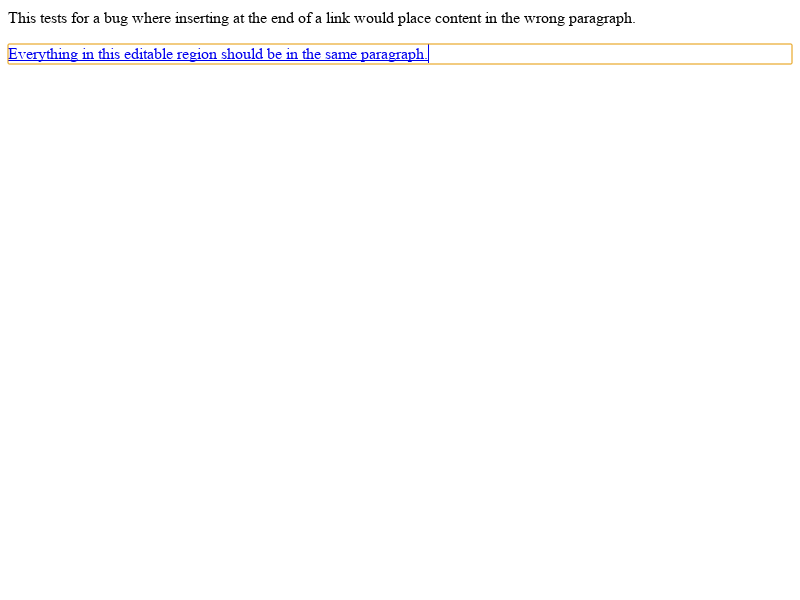 This tests for a bug where inserting at the end of a link would place content in the wrong paragraph.
Everything in this editable region should be in the same paragraph.